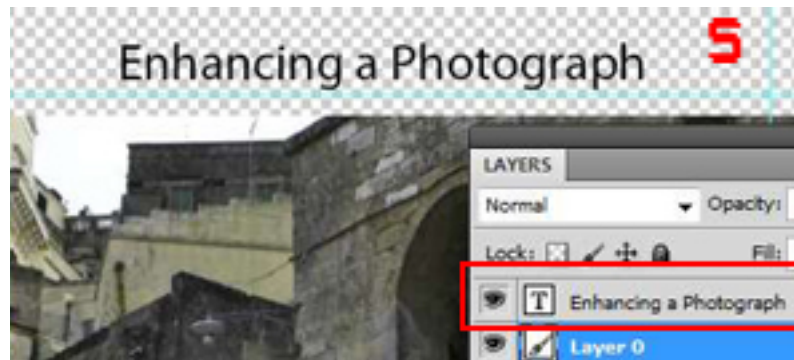 Enhancing a Photograph
5
LAYERS
Normal Opacity:
Lock: Fill:
T Enhancing a Photograph
Layer 0